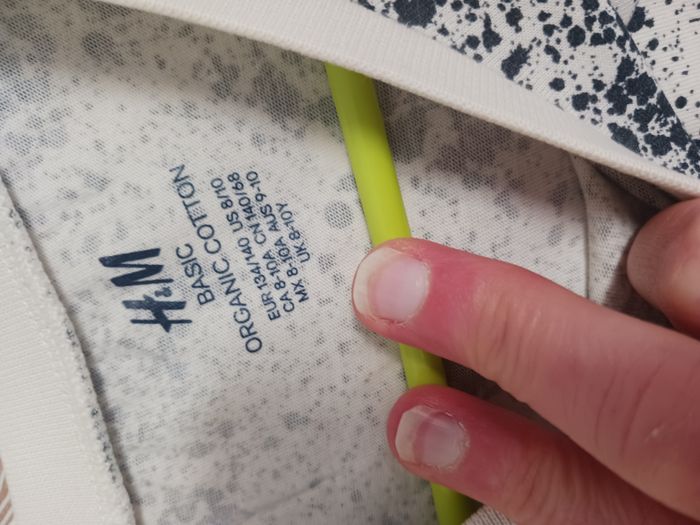 H&M
BASIC
ORGANIC COTTON
EUR 134/140 US 8/10
CA 8-10A CN 140/68
MX 8-10A AUS 9-10
UK 8-10Y